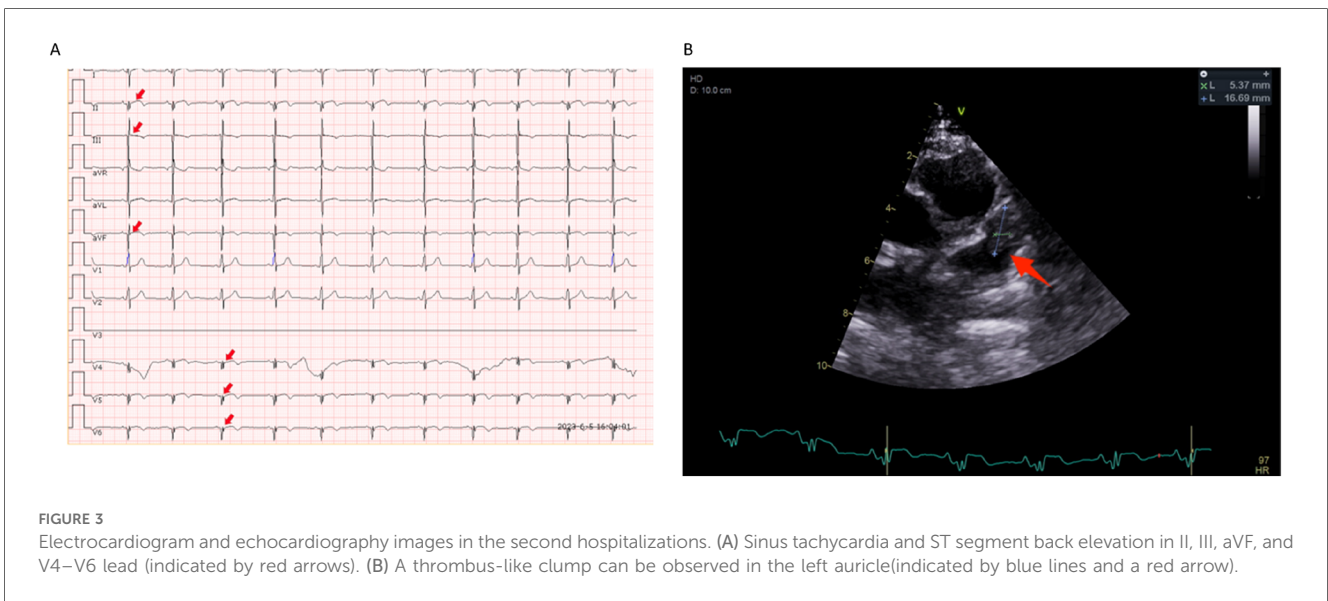 A
B
I
II
III
aVR
aVL
aVF
V1
V2
V3
V4
V5
V6
2023-6-5 16:04:01
HD
D: 10.0 cm
V
L 5.37 mm
L 16.69 mm
2
4
6
8
10
97
HR
FIGURE 3
Electrocardiogram and echocardiography images in the second hospitalizations. (A) Sinus tachycardia and ST segment back elevation in II, III, aVF, and
V4–V6 lead (indicated by red arrows). (B) A thrombus-like clump can be observed in the left auricle(indicated by blue lines and a red arrow).